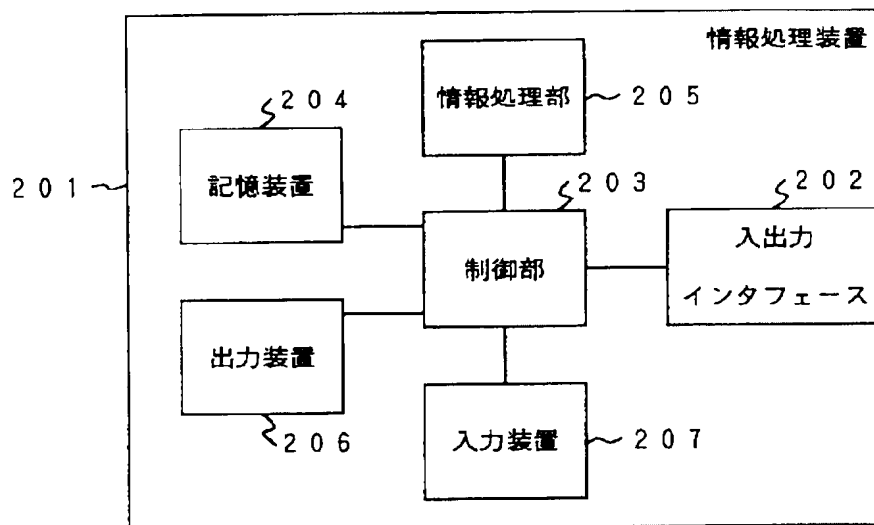 情報処理装置
204
情報処理部
205
201
記憶装置
203
202
制御部
入出力
インタフェース
出力装置
206
入力装置
207